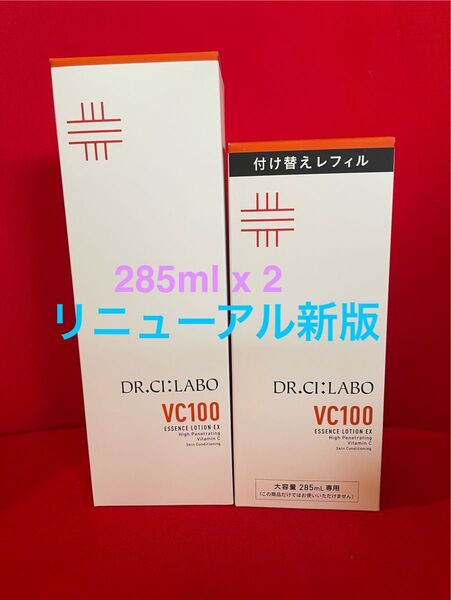 285ml x 2
リニューアル新版
DR.CI:LABO
VC100
ESSENCE LOTION EX
High Penetrating
Vitamin C
Skin Conditioning
付け替えレフィル
DR.CI:LABO
VC100
ESSENCE LOTION EX
High Penetrating
Vitamin C
Skin Conditioning
大容量 285mL 専用
(この商品だけではお使いいただけません)